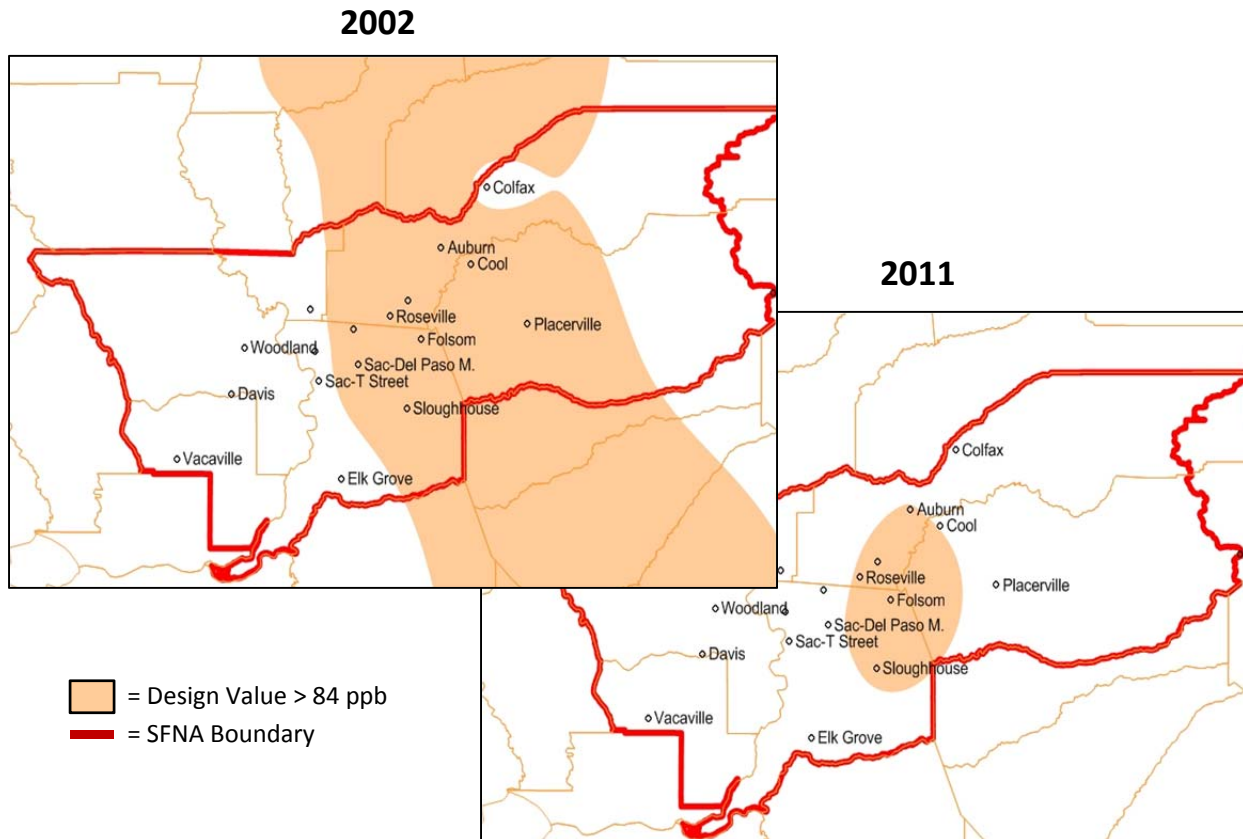 2002
Colfax
Auburn
Cool
Roseville
Placerville
Folsom
Woodland
Sac-Del Paso M.
Sac-T Street
Davis
Sloughhouse
Vacaville
Elk Grove
2011
Colfax
Auburn
Cool
Roseville
Placerville
Folsom
Woodland
Sac-Del Paso M.
Sac-T Street
Davis
Sloughhouse
Vacaville
Elk Grove
= Design Value > 84 ppb
= SFNA Boundary